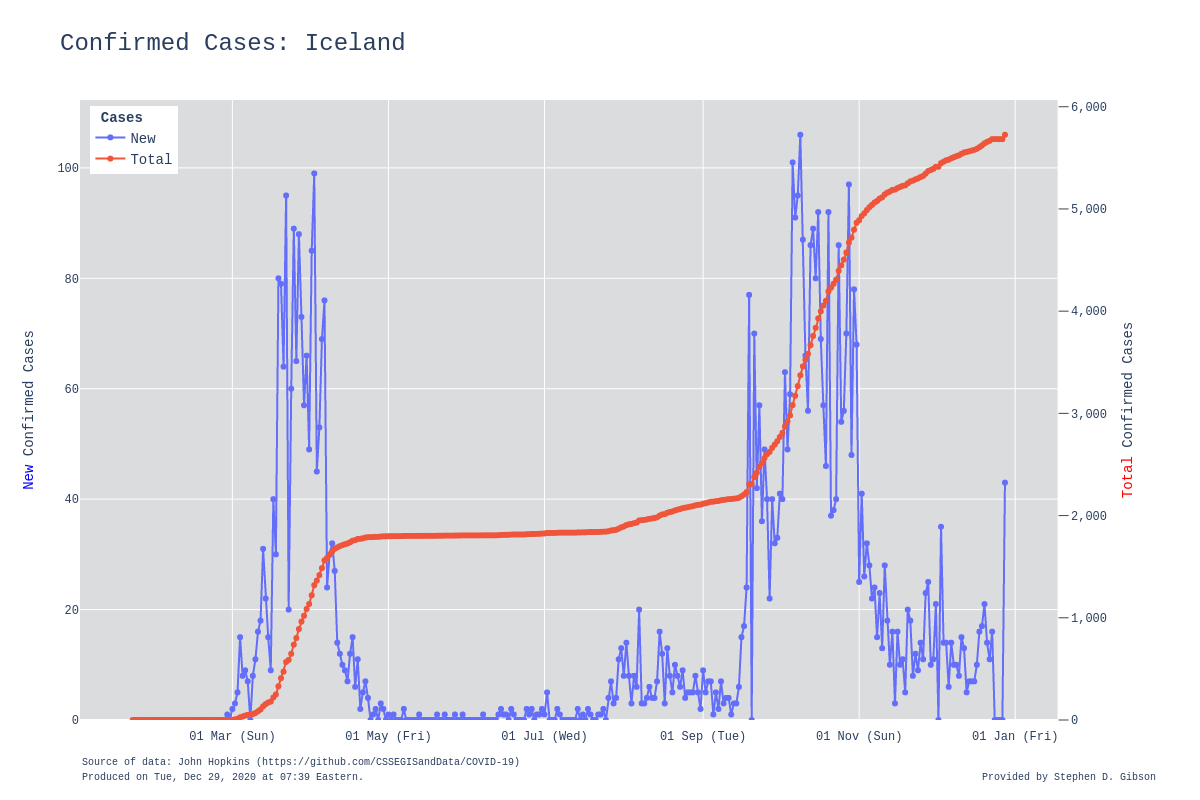 Confirmed Cases: Iceland
Cases
New
Total
100
80
60
40
20
0
6,000
5,000
4,000
3,000
2,000
1,000
0
New Confirmed Cases
Total Confirmed Cases
01 Mar (Sun)
01 May (Fri)
01 Jul (Wed)
01 Sep (Tue)
01 Nov (Sun)
01 Jan (Fri)
Source of data: John Hopkins (https://github.com/CSSEGISandData/COVID-19)
Produced on Tue, Dec 29, 2020 at 07:39 Eastern.
Provided by Stephen D. Gibson